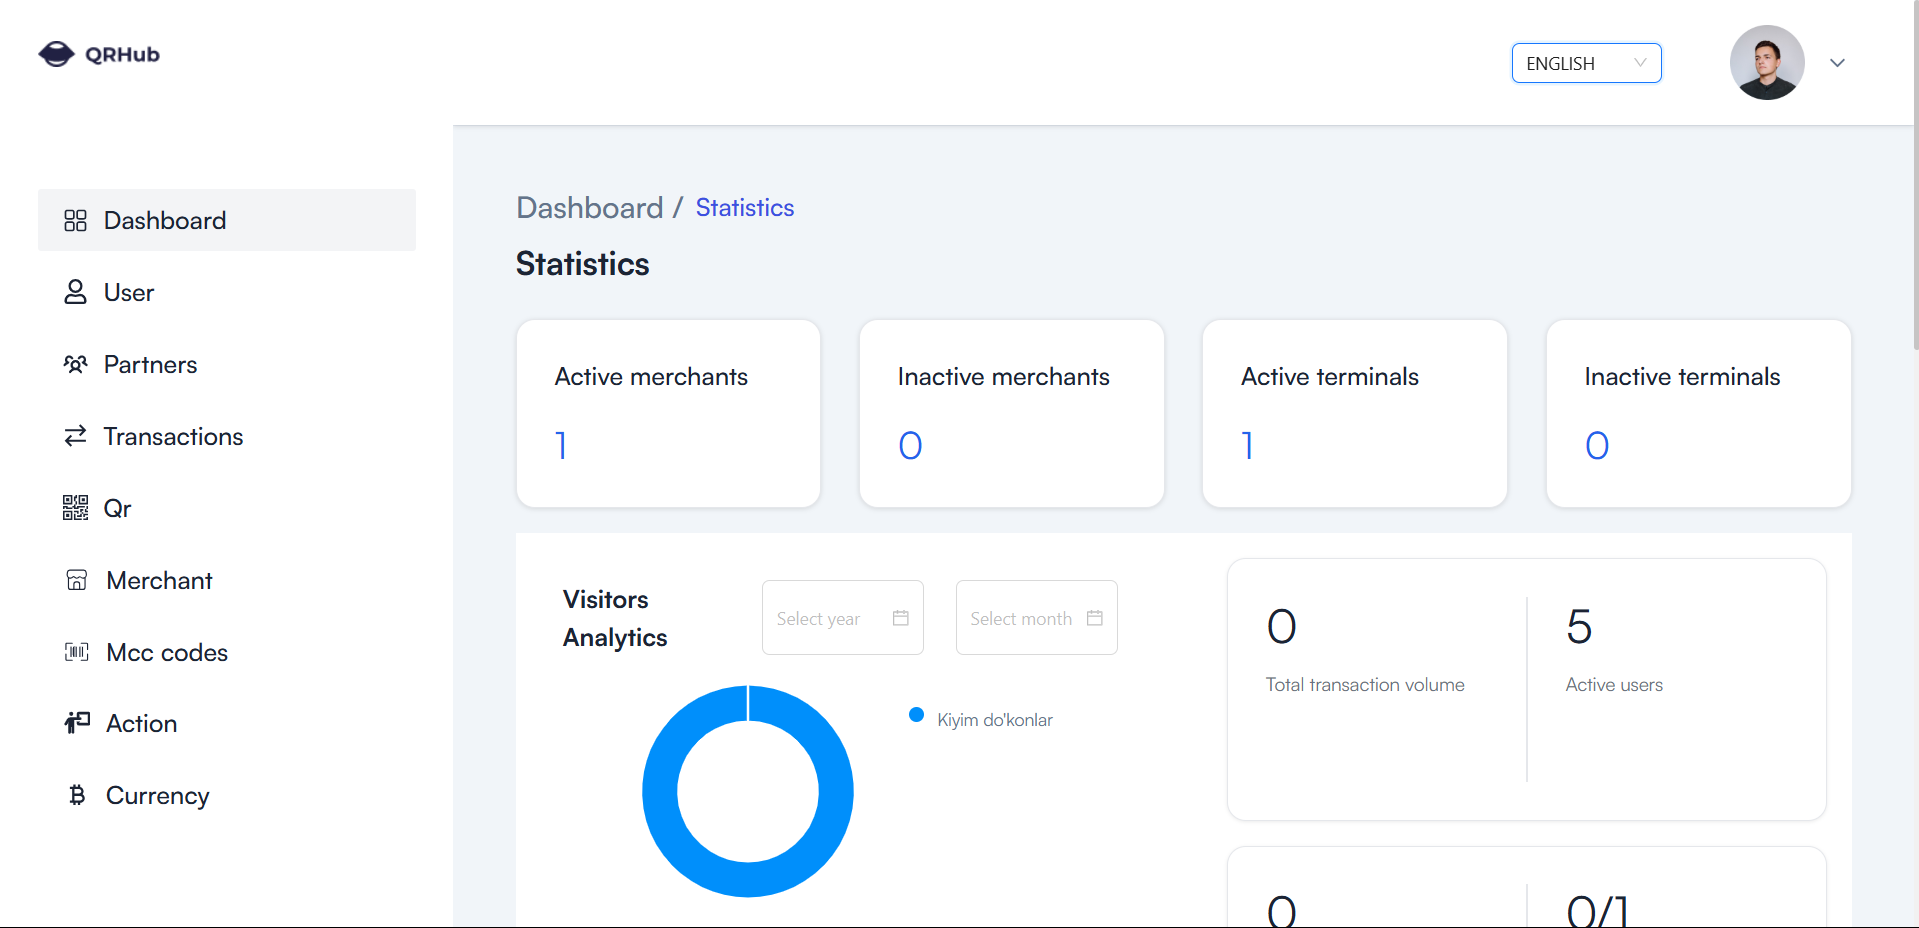 QRHub
ENGLISH
Dashboard
User
Partners
Transactions
Qr
Merchant
Mcc codes
Action
Currency
Dashboard / Statistics
Statistics
Active merchants
1
Inactive merchants
0
Active terminals
1
Inactive terminals
0
Visitors
Analytics
Select year
Select month
Kiyim do'konlar
0
Total transaction volume
5
Active users
0
0/1